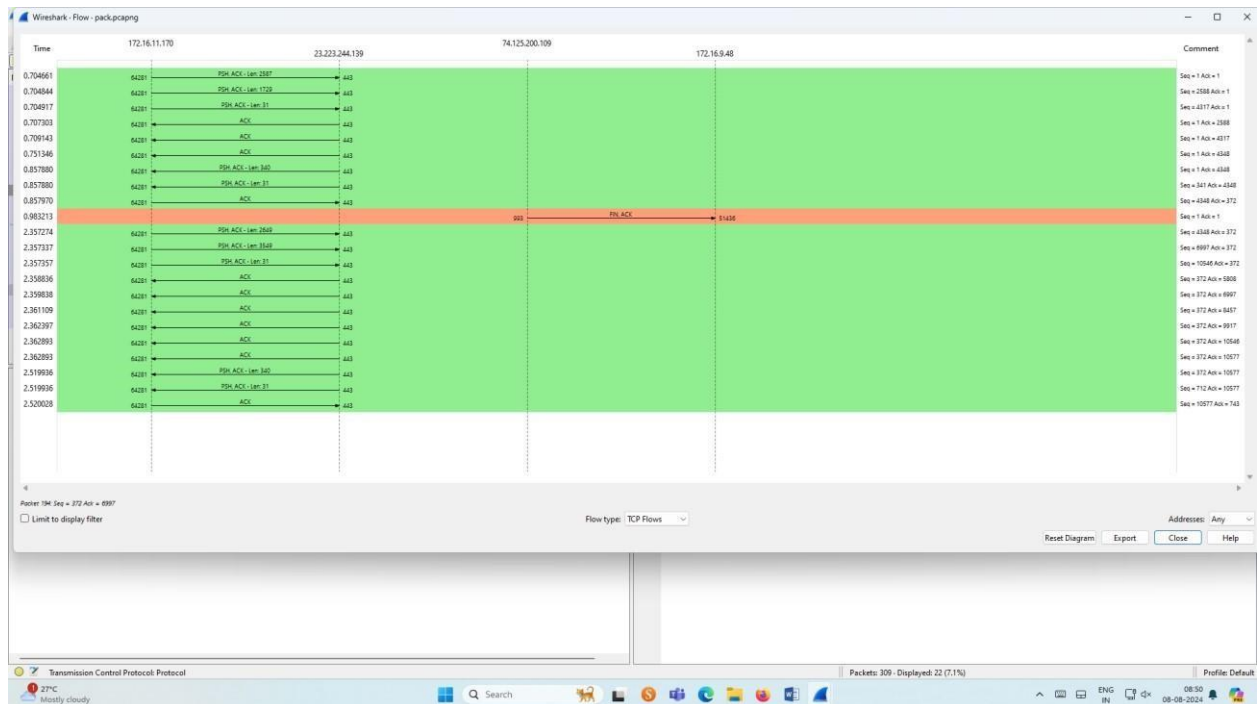 Wireshark - Flow - pack.pcapng
Time 172.16.11.170 23.223.244.139 74.125.200.109 172.16.9.48 Comment
0.704661 64281 PSH, ACK - Len: 2587 443 Seq = 1 Ack = 1
0.704844 64281 PSH, ACK - Len: 1729 443 Seq = 2588 Ack = 1
0.704917 64281 PSH, ACK - Len: 31 443 Seq = 4317 Ack = 1
0.707303 64281 ACK 443 Seq = 1 Ack = 2588
0.709143 64281 ACK 443 Seq = 1 Ack = 4317
0.751346 64281 ACK 443 Seq = 1 Ack = 4348
0.857880 64281 PSH, ACK - Len: 340 443 Seq = 1 Ack = 4348
0.857880 64281 PSH, ACK - Len: 31 443 Seq = 341 Ack = 4348
0.857970 64281 ACK 443 Seq = 4348 Ack = 372
0.983213 993 FIN, ACK 51436 Seq = 1 Ack = 1
2.357274 64281 PSH, ACK - Len: 2649 443 Seq = 4348 Ack = 372
2.357337 64281 PSH, ACK - Len: 3549 443 Seq = 6997 Ack = 372
2.357357 64281 PSH, ACK - Len: 31 443 Seq = 10546 Ack = 372
2.358836 64281 ACK 443 Seq = 372 Ack = 5808
2.359838 64281 ACK 443 Seq = 372 Ack = 6997
2.361109 64281 ACK 443 Seq = 372 Ack = 8457
2.362397 64281 ACK 443 Seq = 372 Ack = 9917
2.362893 64281 ACK 443 Seq = 372 Ack = 10546
2.362893 64281 ACK 443 Seq = 372 Ack = 10577
2.519936 64281 PSH, ACK - Len: 340 443 Seq = 372 Ack = 10577
2.519936 64281 PSH, ACK - Len: 31 443 Seq = 712 Ack = 10577
2.520028 64281 ACK 443 Seq = 10577 Ack = 743
Packet 194: Seq = 372 Ack = 6997
Limit to display filter Flow type: TCP Flows Addresses: Any
Reset Diagram Export Close Help
Transmission Control Protocol: Protocol Packets: 309 · Displayed: 22 (7.1%) Profile: Default
1 27°C Search ENG 08:50
Mostly cloudy IN 08-08-2024